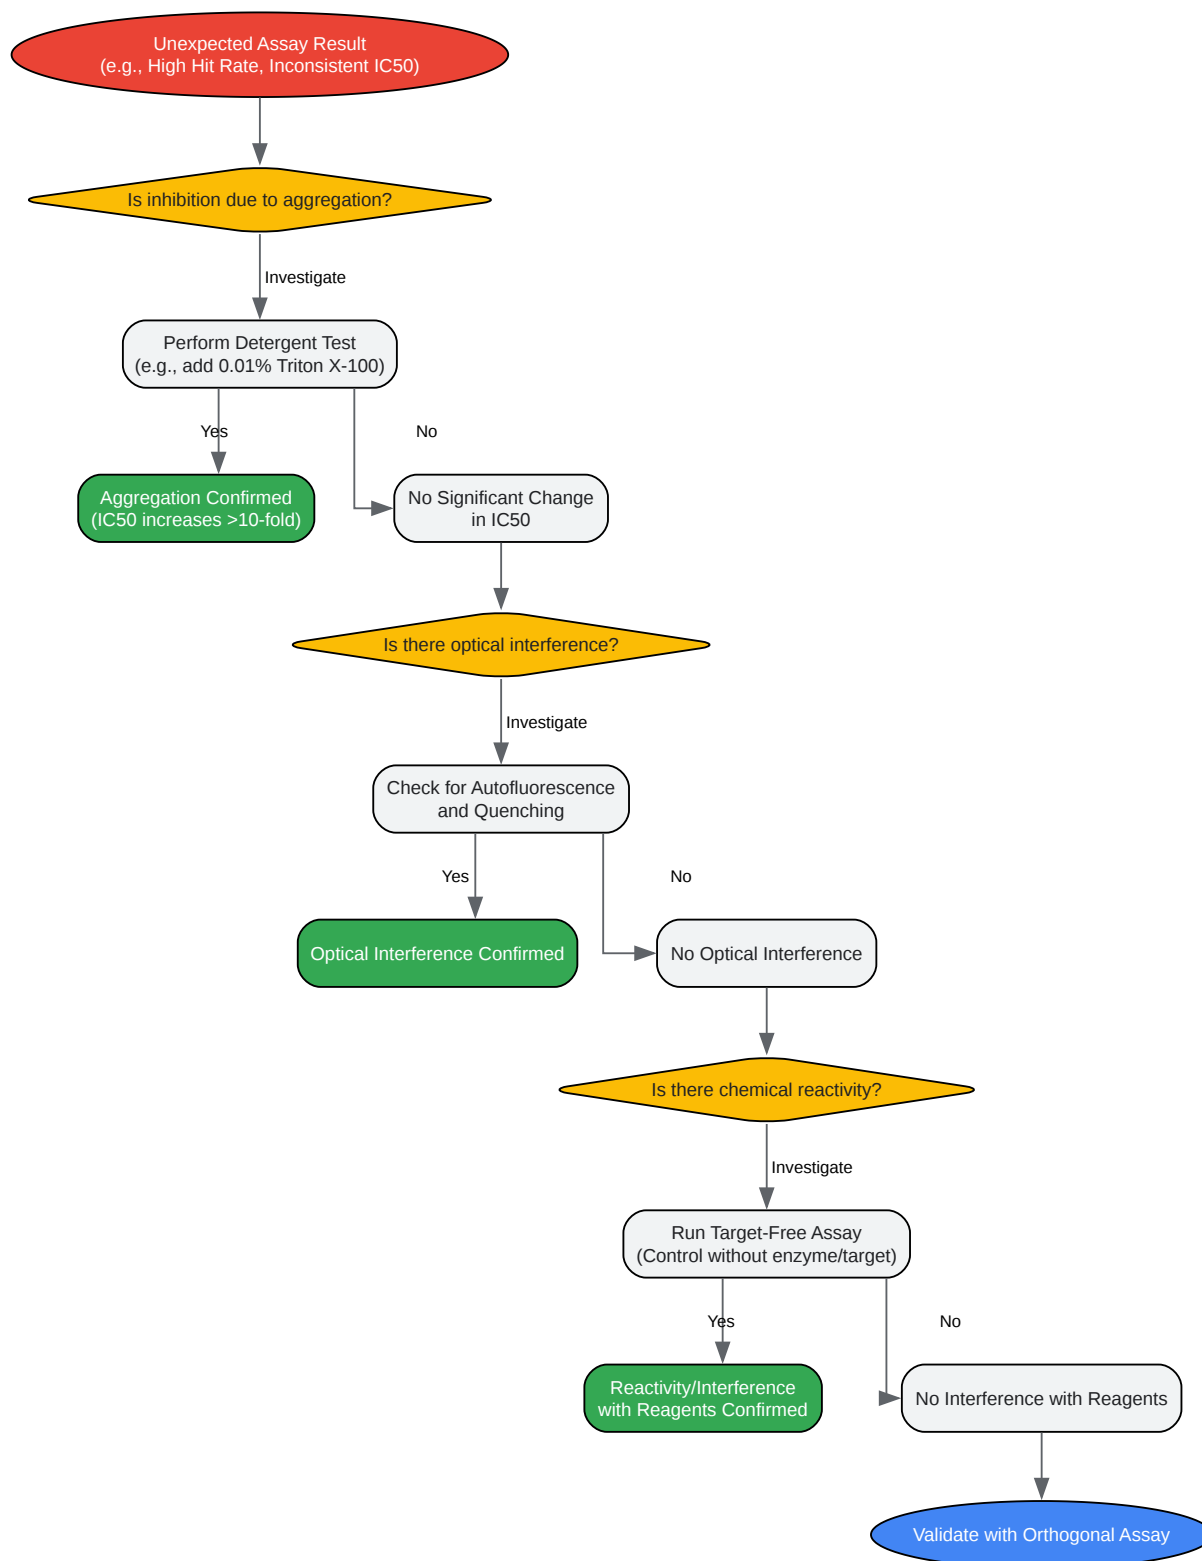 Unexpected Assay Result
(e.g., High Hit Rate, Inconsistent IC50)
Is inhibition due to aggregation?
Investigate
Perform Detergent Test
(e.g., add 0.01% Triton X-100)
Yes
No
Aggregation Confirmed
(IC50 increases >10-fold)
No Significant Change
in IC50
Is there optical interference?
Investigate
Check for Autofluorescence
and Quenching
Yes
No
Optical Interference Confirmed
No Optical Interference
Is there chemical reactivity?
Investigate
Run Target-Free Assay
(Control without enzyme/target)
Yes
No
Reactivity/Interference
with Reagents Confirmed
No Interference with Reagents
Validate with Orthogonal Assay